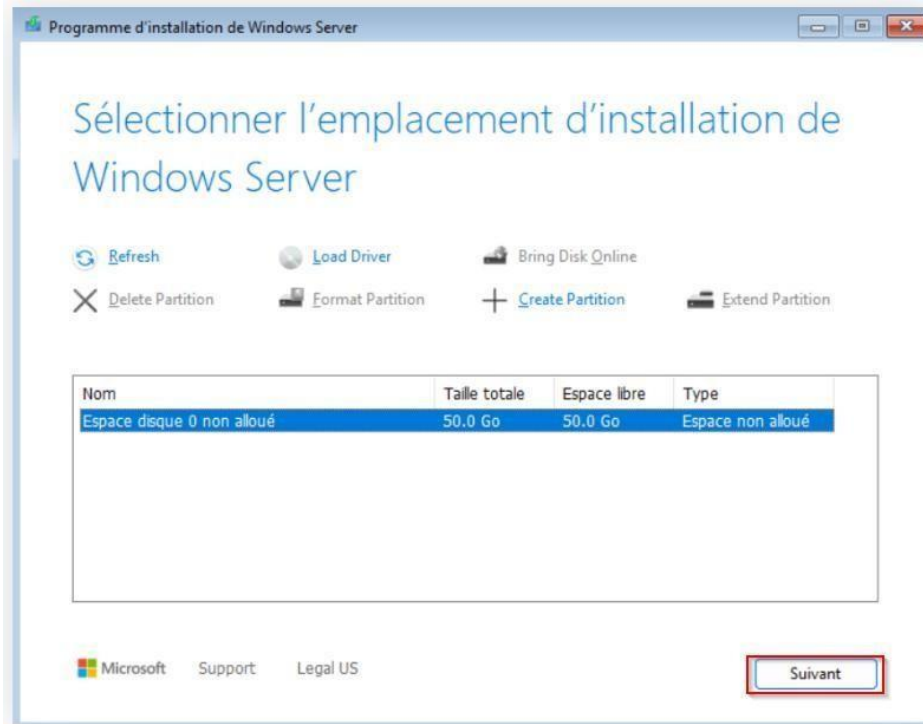 Programme d'installation de Windows Server
Sélectionner l'emplacement d'installation de
Windows Server
Refresh Load Driver Bring Disk Online
Delete Partition Format Partition Create Partition Extend Partition
Nom Taille totale Espace libre Type
Espace disque 0 non alloué 50.0 Go 50.0 Go Espace non alloué
Microsoft Support Legal US Suivant